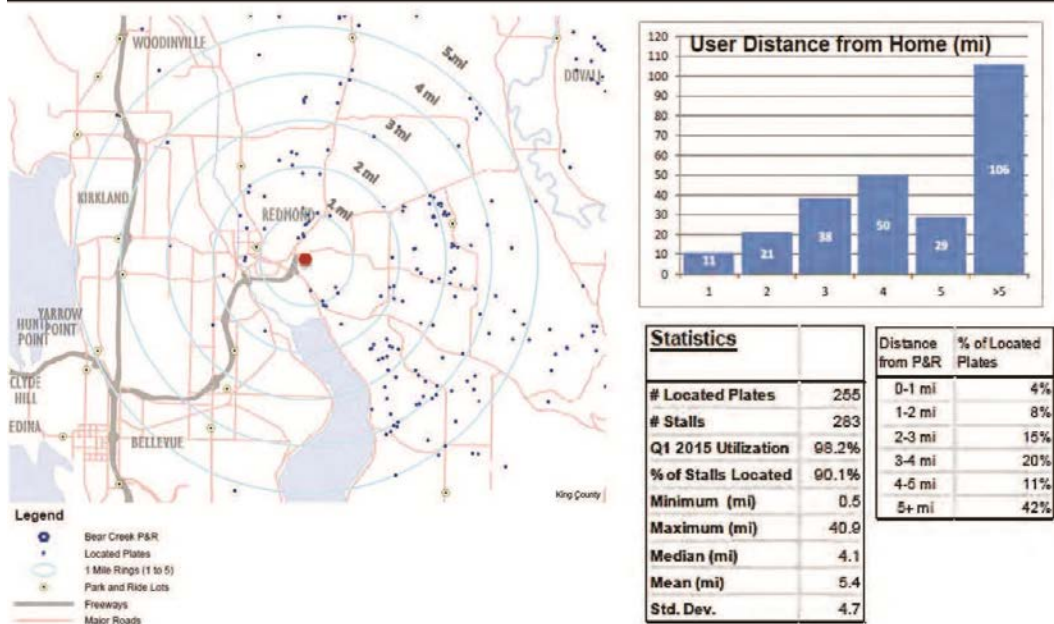 WOODINVILLE
5 mi
DUVALL
4 mi
3 mi
KIRKLAND
2 mi
REDMOND
1 mi
YARROW
HUNT POINT
POINT
CLYDE
HILL
EDINA
BELLEVUE
King County
Legend
Bear Creek P&R
Located Plates
1 Mile Rings (1 to 5)
Park and Ride Lots
Freeways
Major Roads
User Distance from Home (mi)
120
110
100
90
80
70
60
50
40
30
20
10
0
11
21
38
50
29
106
1 2 3 4 5 >5
Statistics
# Located Plates 255
# Stalls 283
Q1 2015 Utilization 98.2%
% of Stalls Located 90.1%
Minimum (mi) 0.5
Maximum (mi) 40.9
Median (mi) 4.1
Mean (mi) 5.4
Std. Dev. 4.7
Distance from P&R % of Located Plates
0-1 mi 4%
1-2 mi 8%
2-3 mi 15%
3-4 mi 20%
4-5 mi 11%
5+ mi 42%